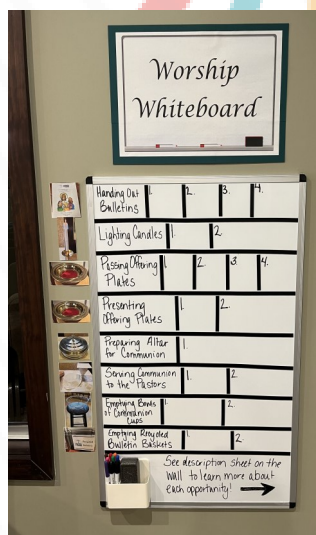 Worship
Whiteboard
Handing Out 1. 2. 3. 4.
Bulletins
Lighting Candles 1. 2.
Passing Offering 1. 2. 3. 4.
Plates
Presenting 1. 2.
Offering Plates
Preparing Altar 1.
for Communion
Serving Communion 1. 2.
to the Pastors
Emptying Bowls 1. 2.
of Communion
Cups
Emptying Recycled 1. 2.
Bulletin Baskets
See description sheet on the
wall to learn more about
each opportunity!